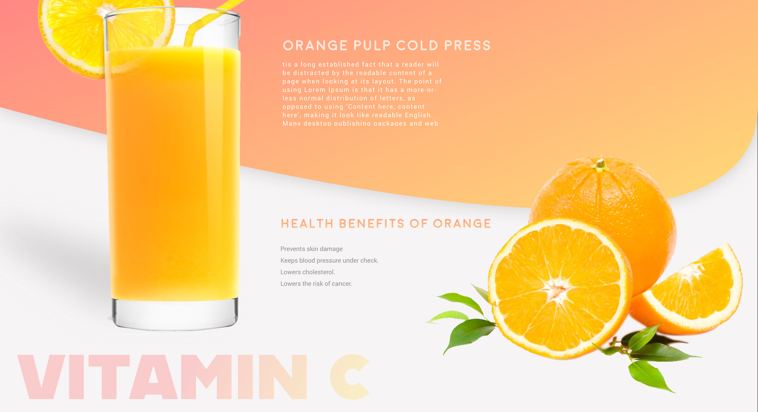 ORANGE PULP COLD PRESS
tis a long established fact that a reader will
be distracted by the readable content of a
page when looking at its layout. The point of
using Lorem Ipsum is that it has a more-or-
less normal distribution of letters, as
opposed to using 'Content here, content
here', making it look like readable English.
Many desktop publishing packages and web
HEALTH BENEFITS OF ORANGE
Prevents skin damage
Keeps blood pressure under check.
Lowers cholesterol.
Lowers the risk of cancer.
VITAMIN C